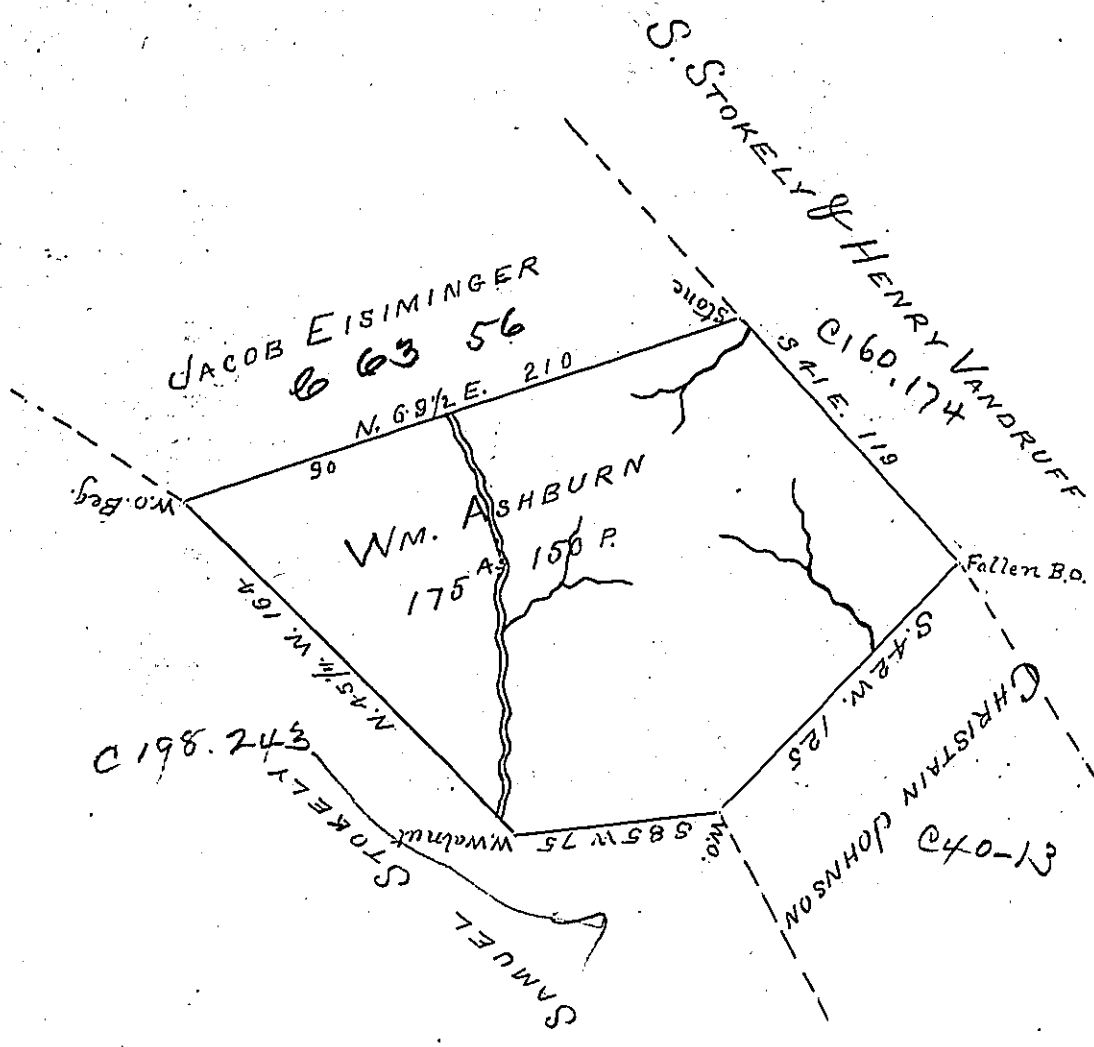 S. STOKELY & HENRY VANDRUFF
C160.174
JACOB EISIMINGER
C 63 56
N. 69½ E. 210
90
Stone
S 41 E. 119
W.O. Beg.
WM. ASHBURN
175 As 150 P.
Fallen B.O.
N. 45¼ W. 164
S. 42 W. 125
CHRISTAIN JOHNSON
C40-13
C 198.243
SAMUEL STOKELY
W. Walnut
S 85 W 75
W.O.